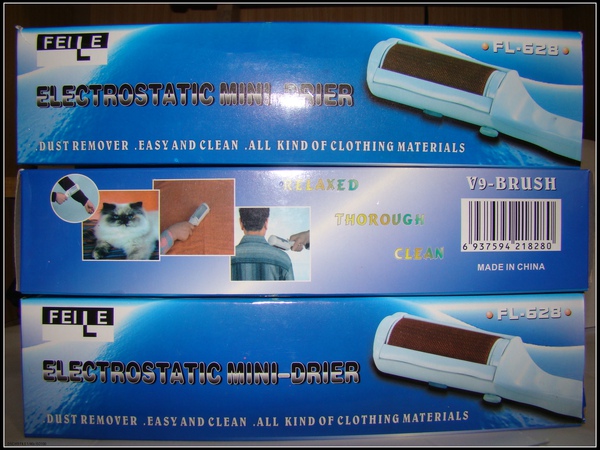 FEILE
FL-628
ELECTROSTATIC MINI-DRIER
DUST REMOVER .EASY AND CLEAN .ALL KIND OF CLOTHING MATERIALS
RELAXED
THOROUGH
CLEAN
V9-BRUSH
6 937594 218280
MADE IN CHINA
FEILE
FL-628
ELECTROSTATIC MINI-DRIER
DUST REMOVER .EASY AND CLEAN .ALL KIND OF CLOTHING MATERIALS